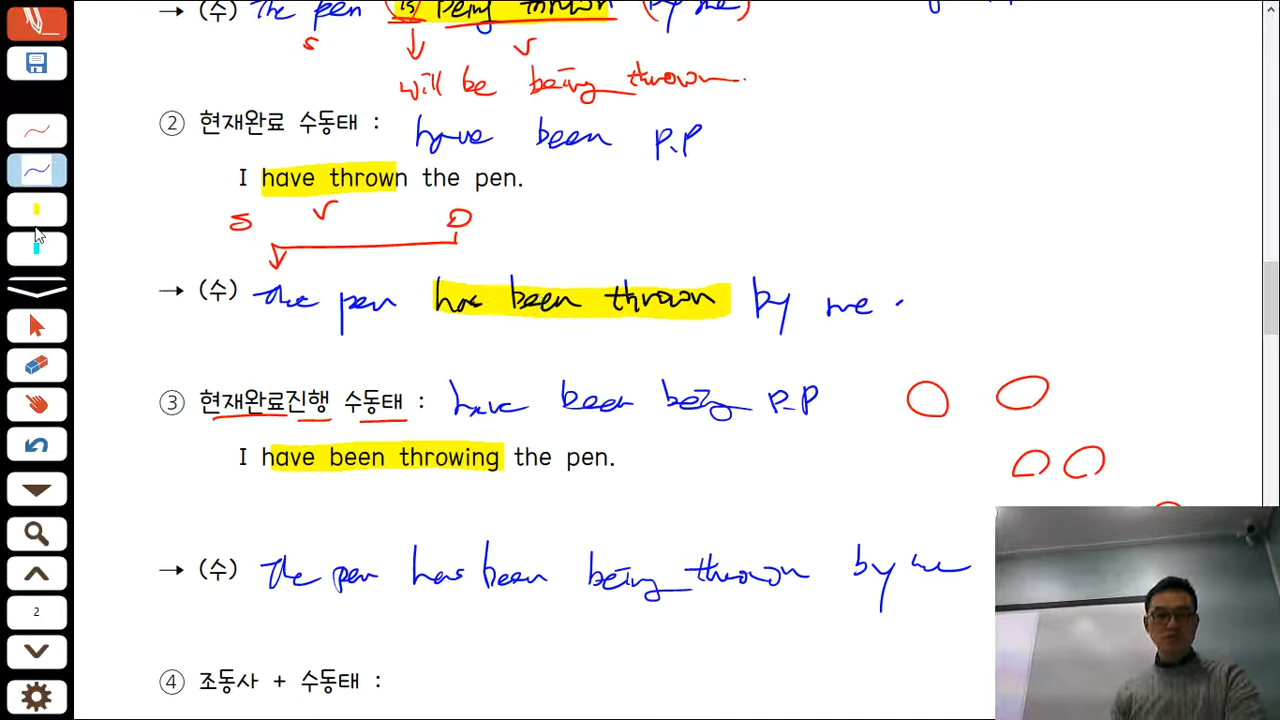 → (수) the pen is being thrown (by me)
S V
will be being thrown.
② 현재완료 수동태 : have been P.P
I have thrown the pen.
S V O
→ (수) the pen has been thrown by me.
③ 현재완료진행 수동태 : have been being P.P
I have been throwing the pen.
→ (수) the pen has been being thrown by me
2
④ 조동사 + 수동태 :